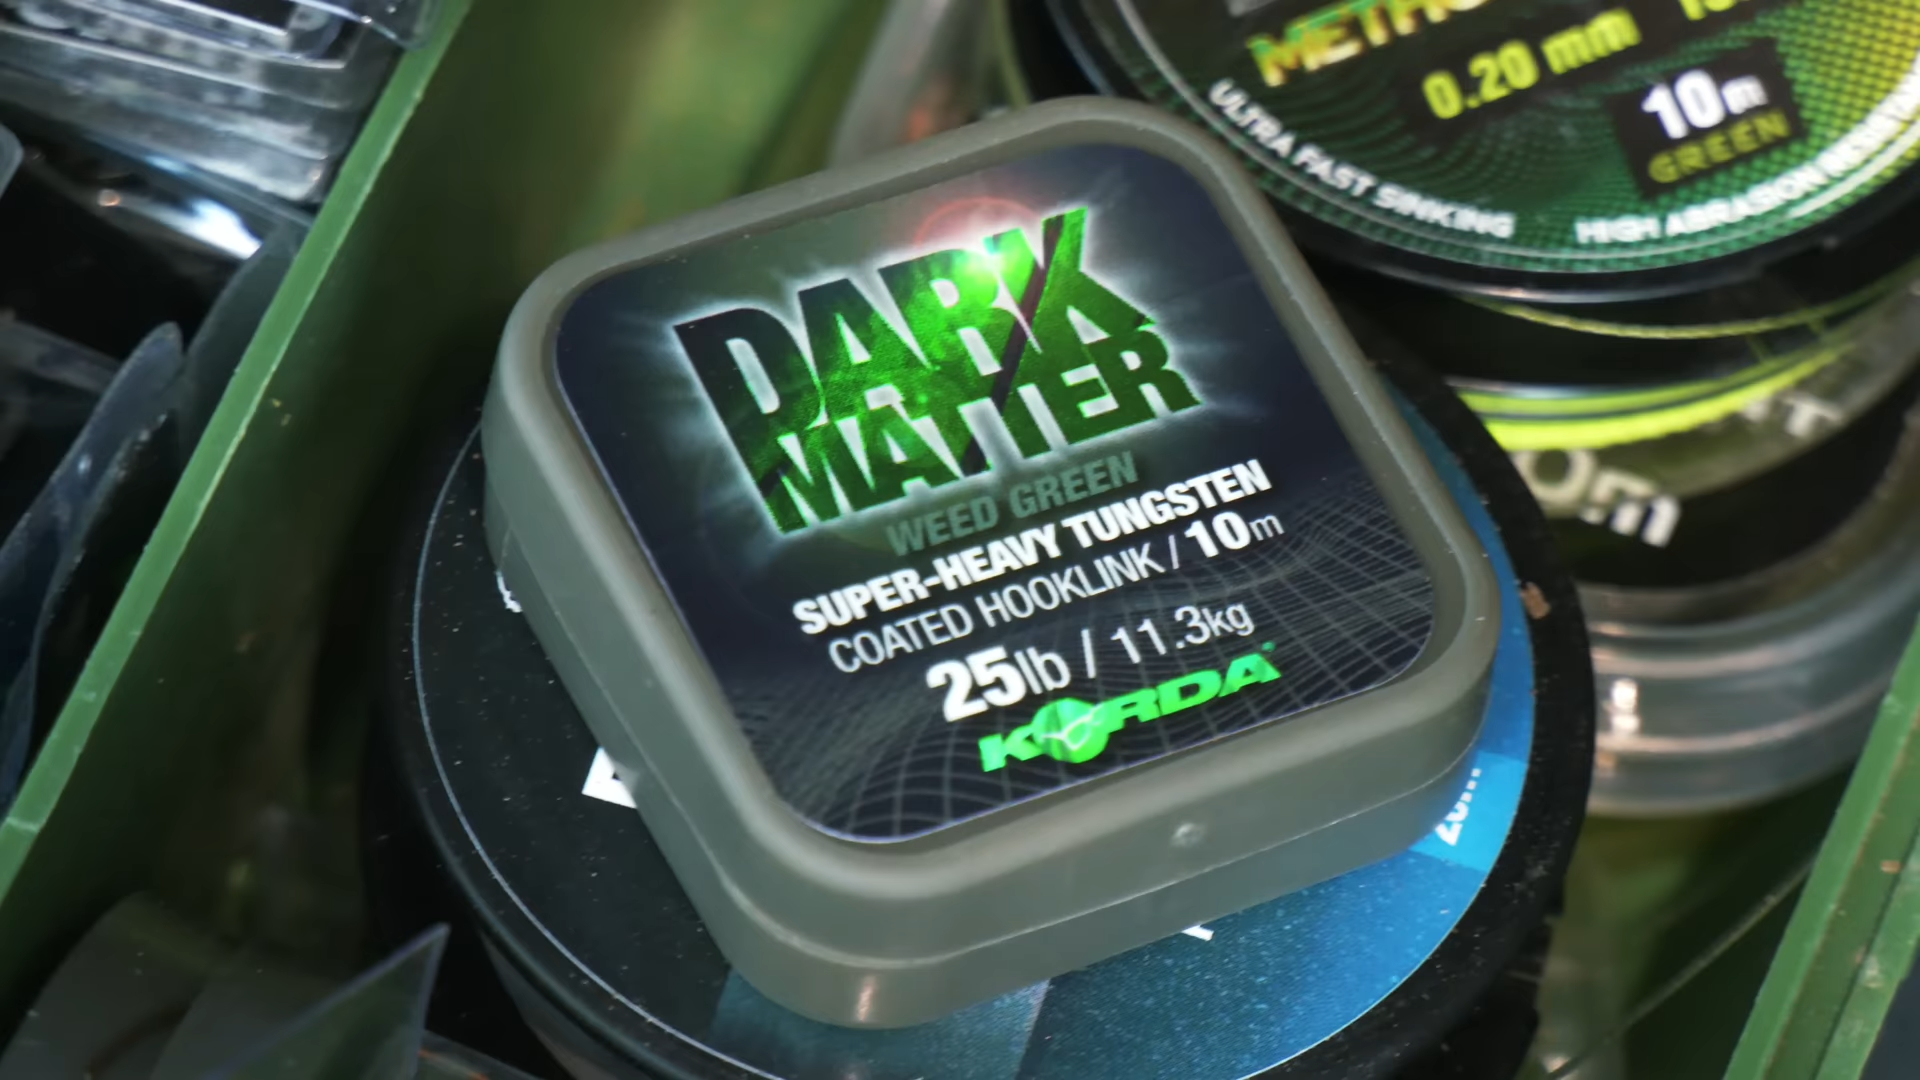 DARK
MATTER
WEED GREEN
SUPER-HEAVY TUNGSTEN
COATED HOOKLINK / 10m
25lb / 11.3kg
KORDA
0.20 mm
10m
GREEN
ULTRA FAST SINKING
HIGH ABRASION